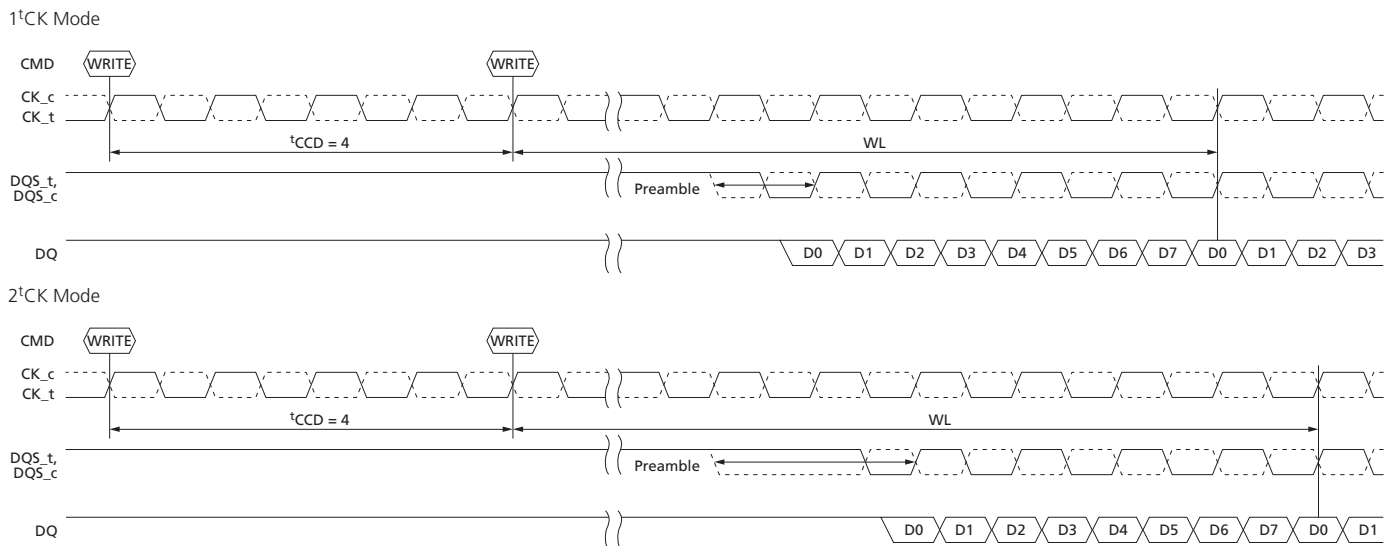 1tCK Mode
CMD WRITE WRITE
CK_c
CK_t
tCCD = 4 WL
DQS_t,
DQS_c
Preamble
DQ D0 D1 D2 D3 D4 D5 D6 D7 D0 D1 D2 D3
2tCK Mode
CMD WRITE WRITE
CK_c
CK_t
tCCD = 4 WL
DQS_t,
DQS_c
Preamble
DQ D0 D1 D2 D3 D4 D5 D6 D7 D0 D1